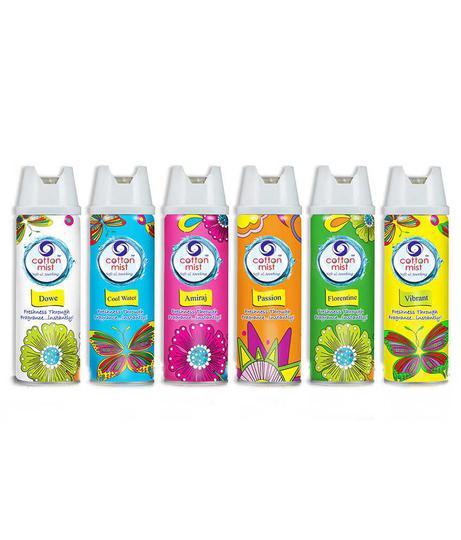 cotton
mist
Dowe
Freshness Through
Fragrance...Instantly!
cotton
mist
Cool Water
Freshness Through
Fragrance...Instantly!
cotton
mist
Amiraj
Freshness Through
Fragrance...Instantly!
cotton
mist
Passion
Freshness Through
Fragrance...Instantly!
cotton
mist
Florentine
Freshness Through
Fragrance...Instantly!
cotton
mist
Vibrant
Freshness Through
Fragrance...Instantly!